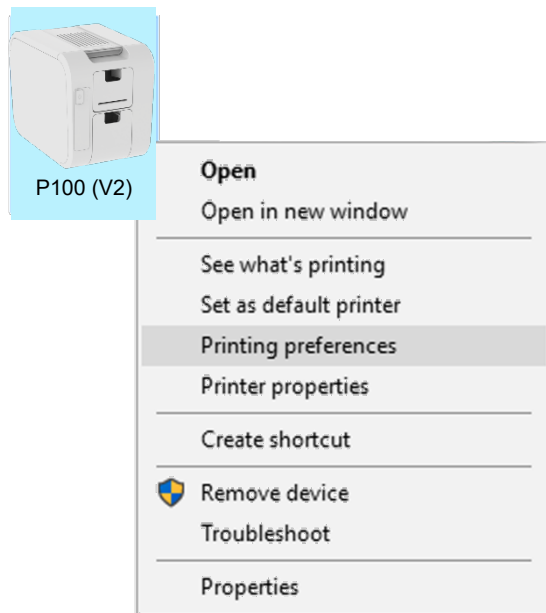 P100 (V2)
Open
Open in new window
See what's printing
Set as default printer
Printing preferences
Printer properties
Create shortcut
Remove device
Troubleshoot
Properties